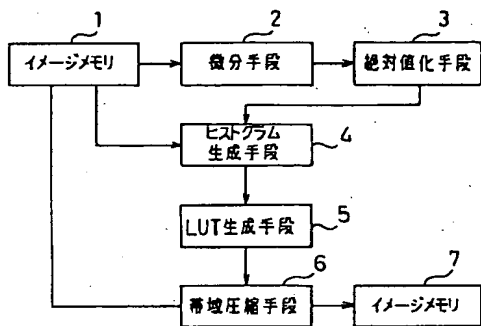 1
2
3
イメージメモリ
微分手段
絶対値化手段
ヒストグラム
生成手段
4
LUT生成手段
5
6
7
帯域圧縮手段
イメージメモリ